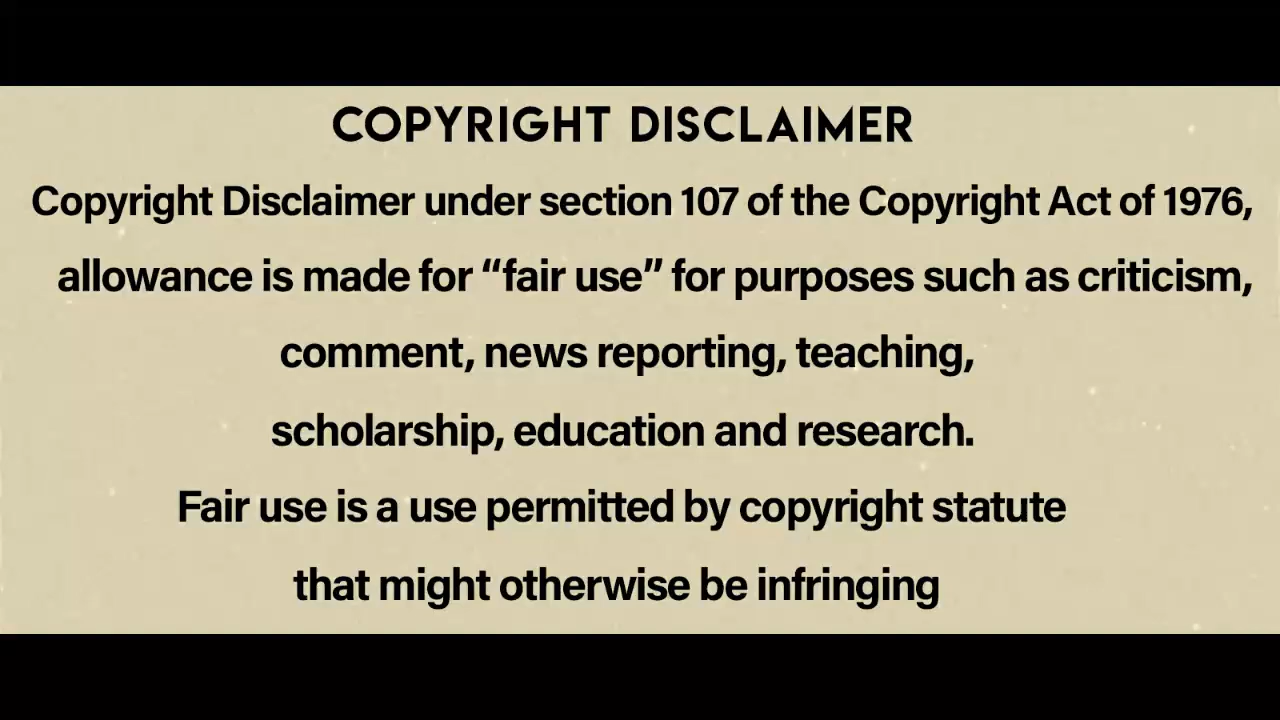 COPYRIGHT DISCLAIMER
Copyright Disclaimer under section 107 of the Copyright Act of 1976,
allowance is made for “fair use” for purposes such as criticism,
comment, news reporting, teaching,
scholarship, education and research.
Fair use is a use permitted by copyright statute
that might otherwise be infringing